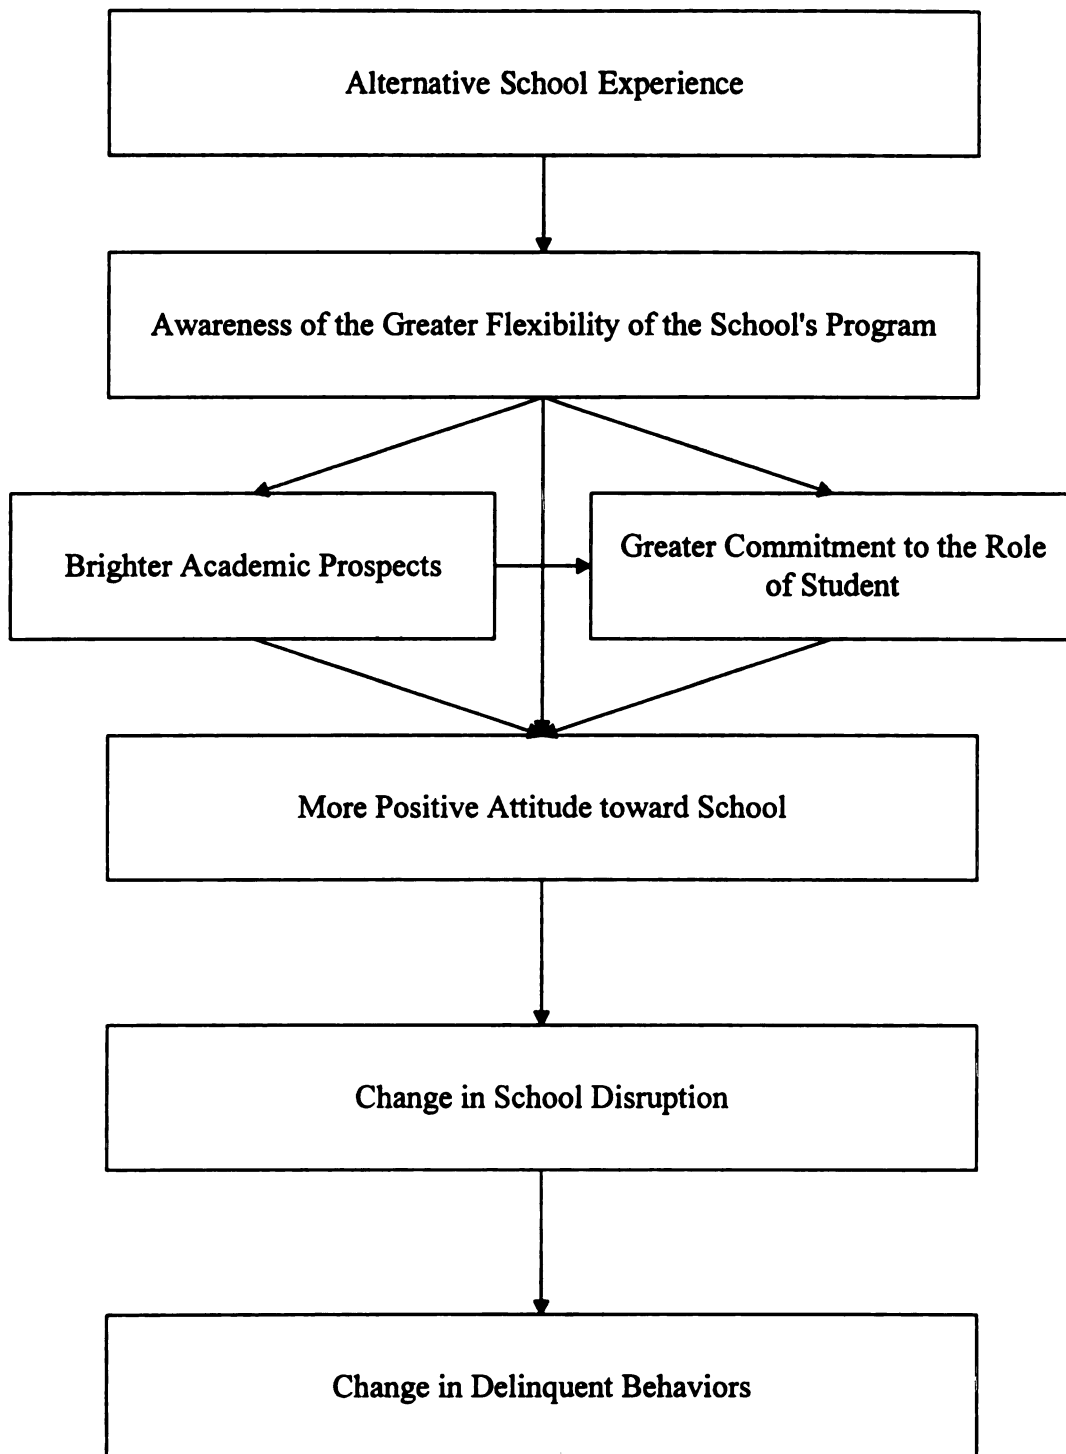 Alternative School Experience
Awareness of the Greater Flexibility of the School's Program
Brighter Academic Prospects
Greater Commitment to the Role
of Student
More Positive Attitude toward School
Change in School Disruption
Change in Delinquent Behaviors